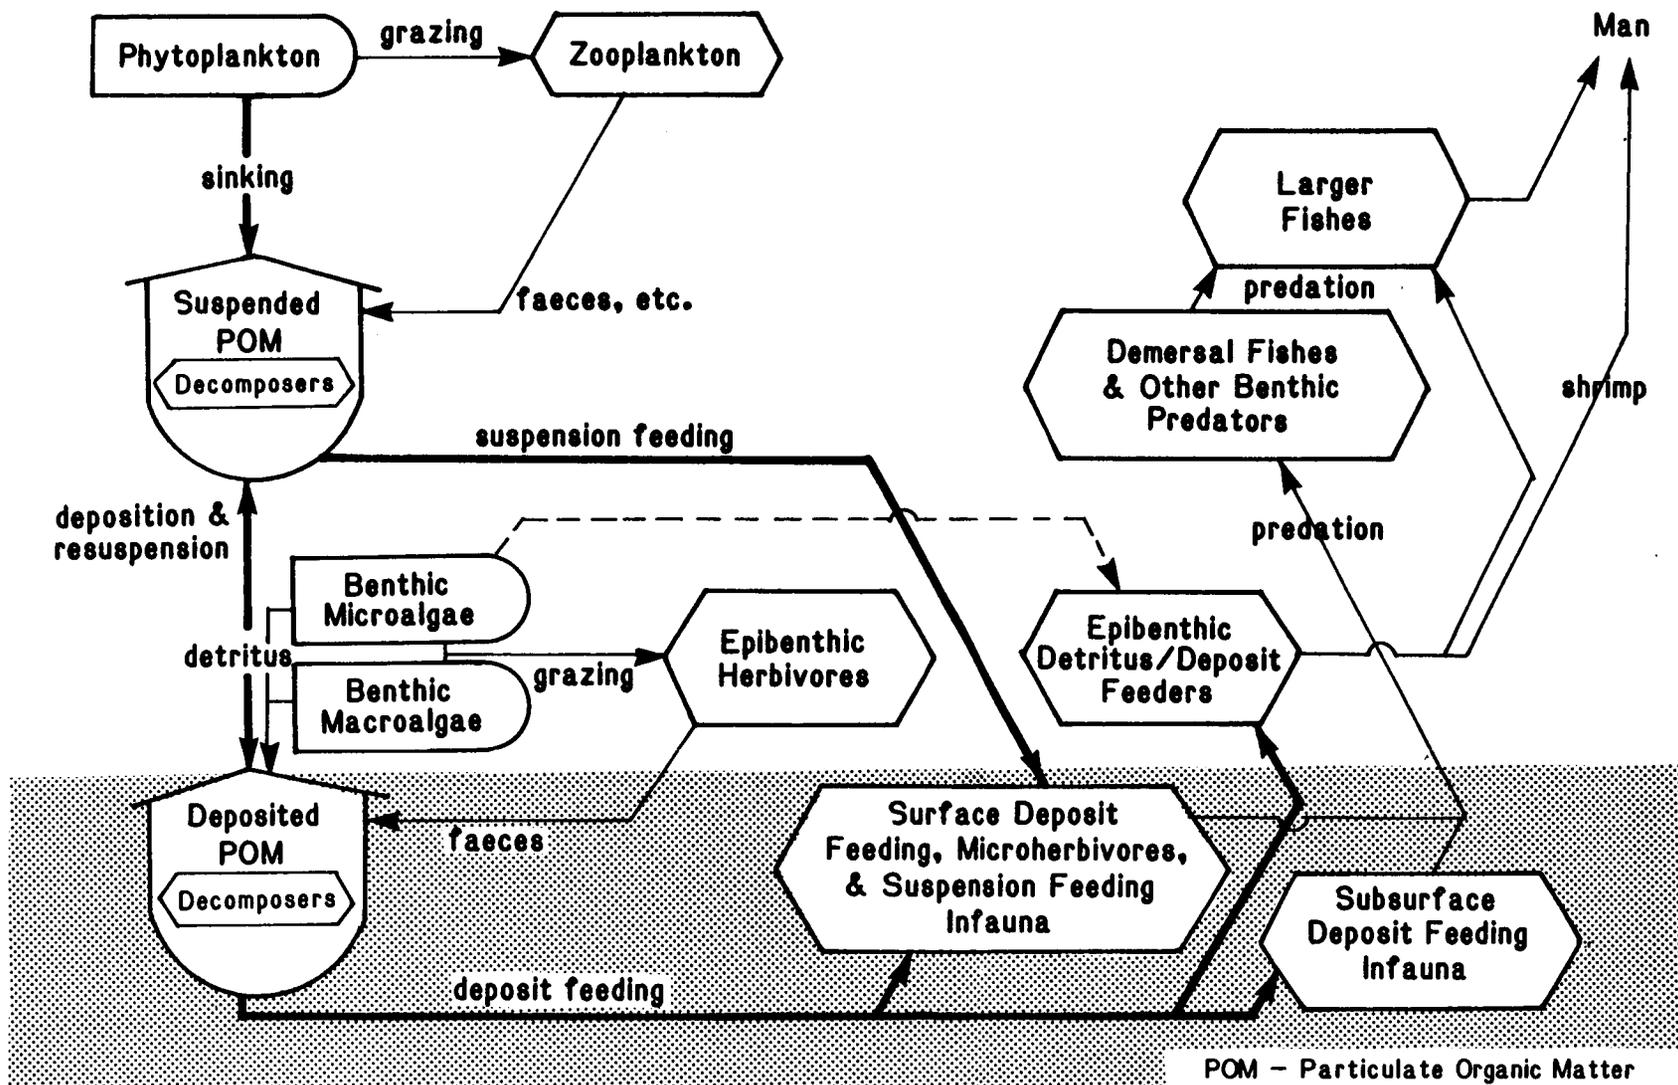 Phytoplankton
grazing
Zooplankton
Man
sinking
Larger
Fishes
Suspended
POM
Decomposers
faeces, etc.
predation
Demersal Fishes
& Other Benthic
Predators
shrimp
suspension feeding
deposition &
resuspension
predation
Benthic
Microalgae
detritus
grazing
Epibenthic
Herbivores
Epibenthic
Detritus/Deposit
Feeders
Benthic
Macroalgae
Deposited
POM
Decomposers
faeces
Surface Deposit
Feeding, Microherbivores,
& Suspension Feeding
Infauna
Subsurface
Deposit Feeding
Infauna
deposit feeding
POM – Particulate Organic Matter